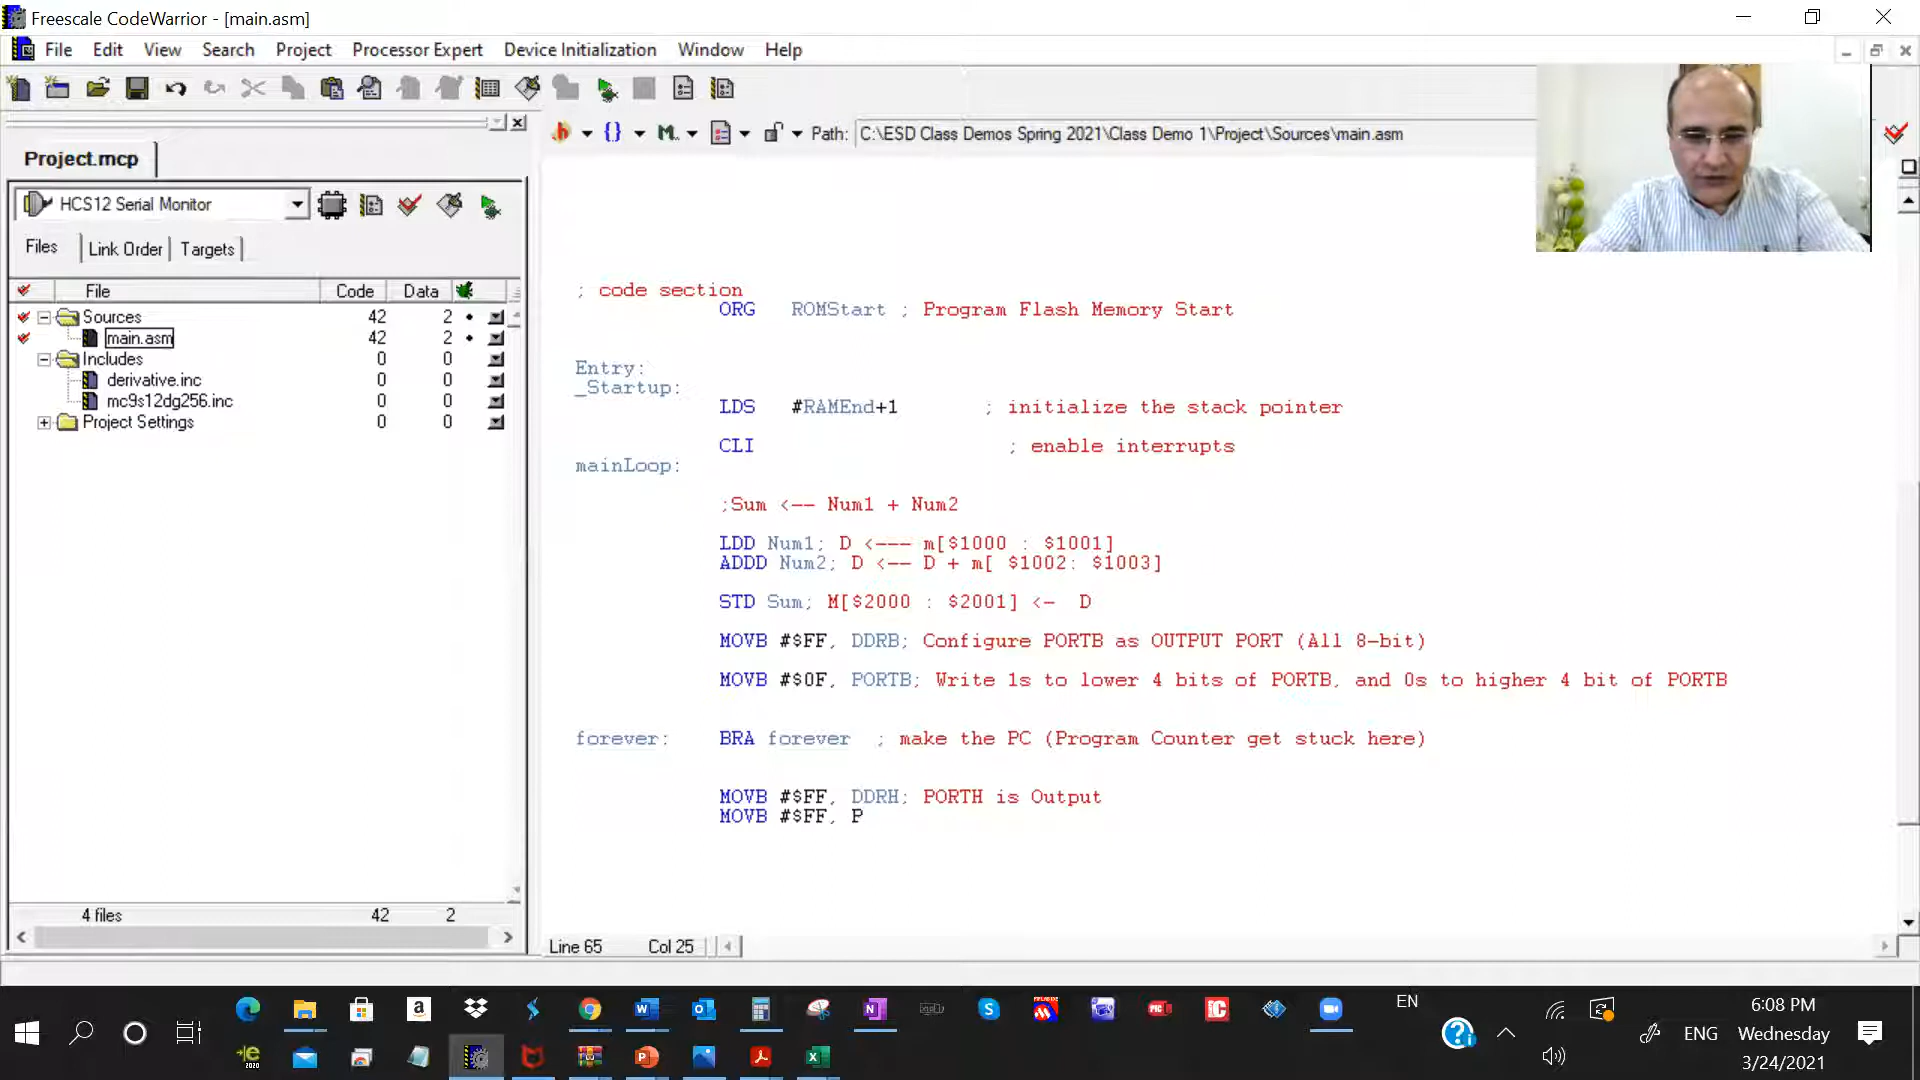 Freescale CodeWarrior - [main.asm]
File Edit View Search Project Processor Expert Device Initialization Window Help
Path: C:\ESD Class Demos Spring 2021\Class Demo 1\Project\Sources\main.asm
Project.mcp
HCS12 Serial Monitor
Files Link Order Targets
File Code Data
Sources 42 2
main.asm 42 2
Includes 0 0
derivative.inc 0 0
mc9s12dg256.inc 0 0
Project Settings 0 0
4 files 42 2
; code section
ORG ROMStart ; Program Flash Memory Start
Entry:
_Startup:
LDS #RAMEnd+1 ; initialize the stack pointer
CLI ; enable interrupts
mainLoop:
;Sum <-- Num1 + Num2
LDD Num1; D <--- m[$1000 : $1001]
ADDD Num2; D <-- D + m[ $1002: $1003]
STD Sum; M[$2000 : $2001] <- D
MOVB #$FF, DDRB; Configure PORTB as OUTPUT PORT (All 8-bit)
MOVB #$0F, PORTB; Write 1s to lower 4 bits of PORTB, and 0s to higher 4 bit of PORTB
forever: BRA forever ; make the PC (Program Counter get stuck here)
MOVB #$FF, DDRH; PORTH is Output
MOVB #$FF, P
Line 65 Col 25
EN
ENG
6:08 PM
Wednesday
3/24/2021